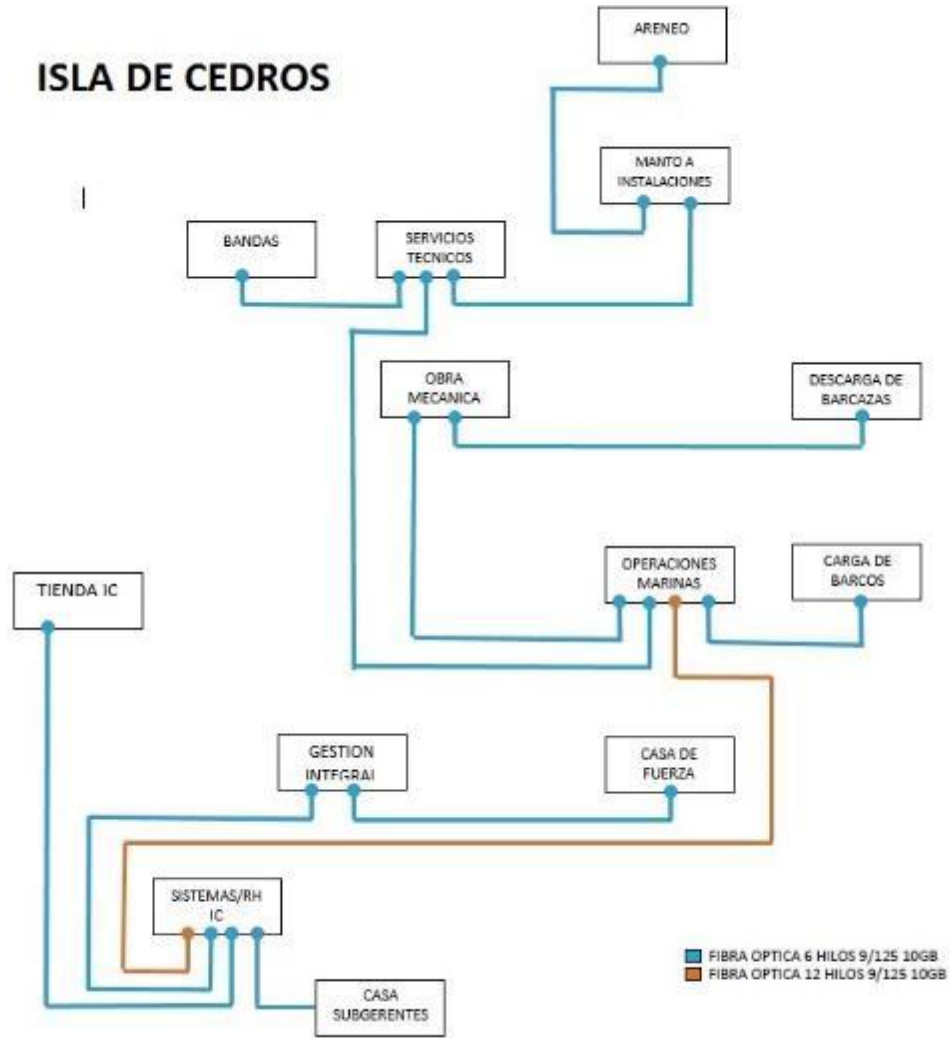 ISLA DE CEDROS
ARENEO
MANTO A
INSTALACIONES
BANDAS
SERVICIOS
TECNICOS
OBRA
MECANICA
DESCARGA DE
BARCAZAS
OPERACIONES
MARINAS
CARGA DE
BARCOS
TIENDA IC
GESTION
INTEGRAL
CASA DE
FUERZA
SISTEMAS/RH
IC
CASA
SUBGERENTES
FIBRA OPTICA 6 HILOS 9/125 10GB
FIBRA OPTICA 12 HILOS 9/125 10GB